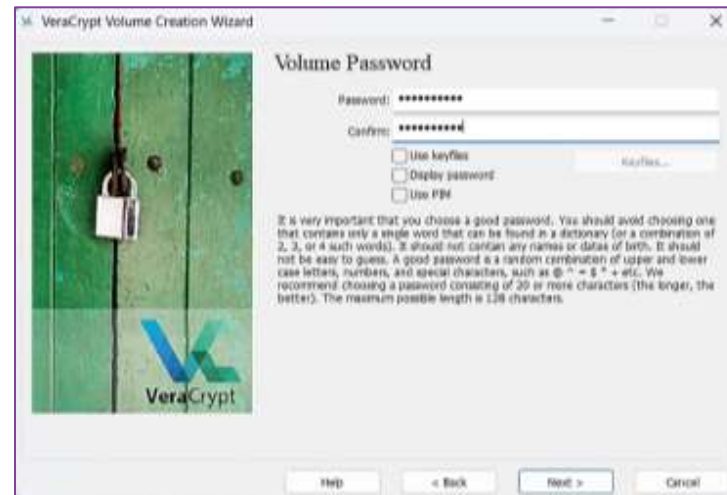 VeraCrypt Volume Creation Wizard
Volume Password
Password: ••••••••••
Confirm: ••••••••••
Use keyfiles
Keyfiles...
Display password
Use PIM
It is very important that you choose a good password. You should avoid choosing one
that contains only a single word that can be found in a dictionary (or a combination of
2, 3, or 4 such words). It should not contain any names or dates of birth. It should
not be easy to guess. A good password is a random combination of upper and lower
case letters, numbers, and special characters, such as @ ^ = $ * + etc. We
recommend choosing a password consisting of 20 or more characters (the longer, the
better). The maximum possible length is 128 characters.
VeraCrypt
Help
< Back
Next >
Cancel